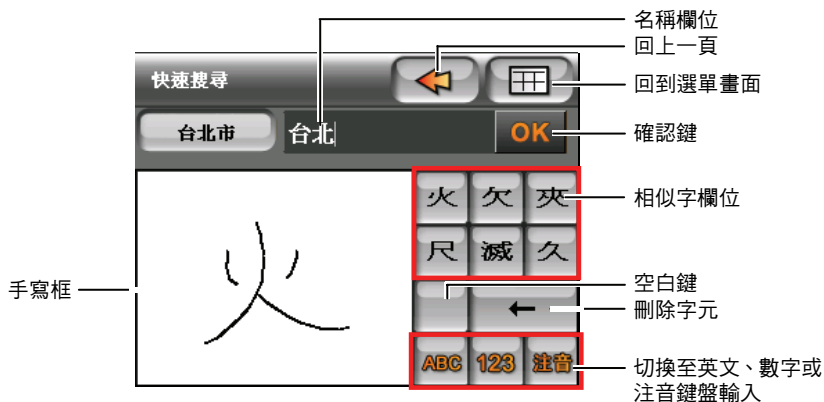 名稱欄位
回上一頁
快速搜尋
回到選單畫面
台北市
台北
OK
確認鍵
火 欠 夾
相似字欄位
尺 滅 久
火
手寫框
空白鍵
←
刪除字元
ABC 123 注音
切換至英文、數字或
注音鍵盤輸入